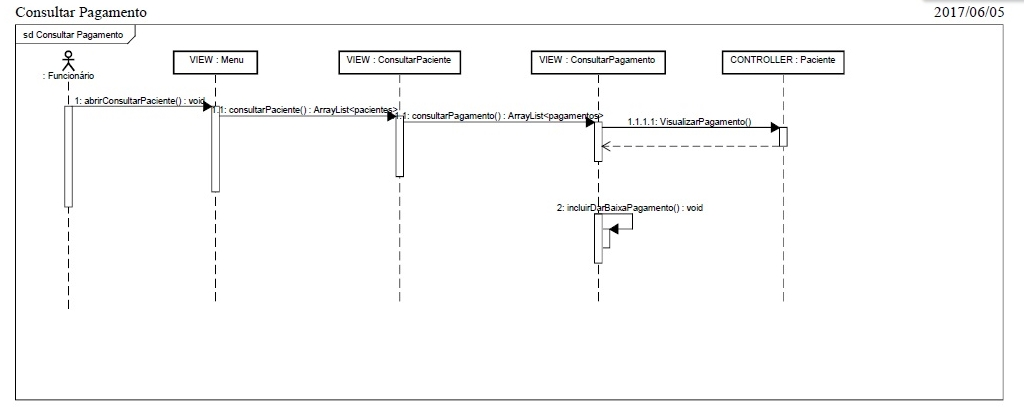 Consultar Pagamento
2017/06/05
sd Consultar Pagamento
: Funcionário
VIEW : Menu
VIEW : ConsultarPaciente
VIEW : ConsultarPagamento
CONTROLLER : Paciente
1: abrirConsultarPaciente() : void
1.1: consultarPaciente() : ArrayList<pacientes>
1.1: consultarPagamento() : ArrayList<pagamentos>
1.1.1.1: VisualizarPagamento()
2: incluirDarBaixaPagamento() : void